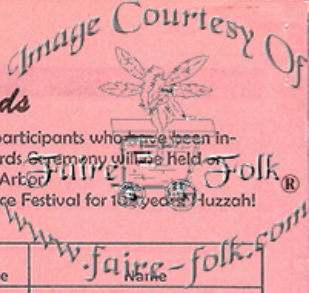 Image Courtesy Of
ds
participants who have been in-
rds Ceremony will be held on
Arbor
Faire Folk®
ce Festival for years Huzzah!
www.faire-folk.com
e
Name